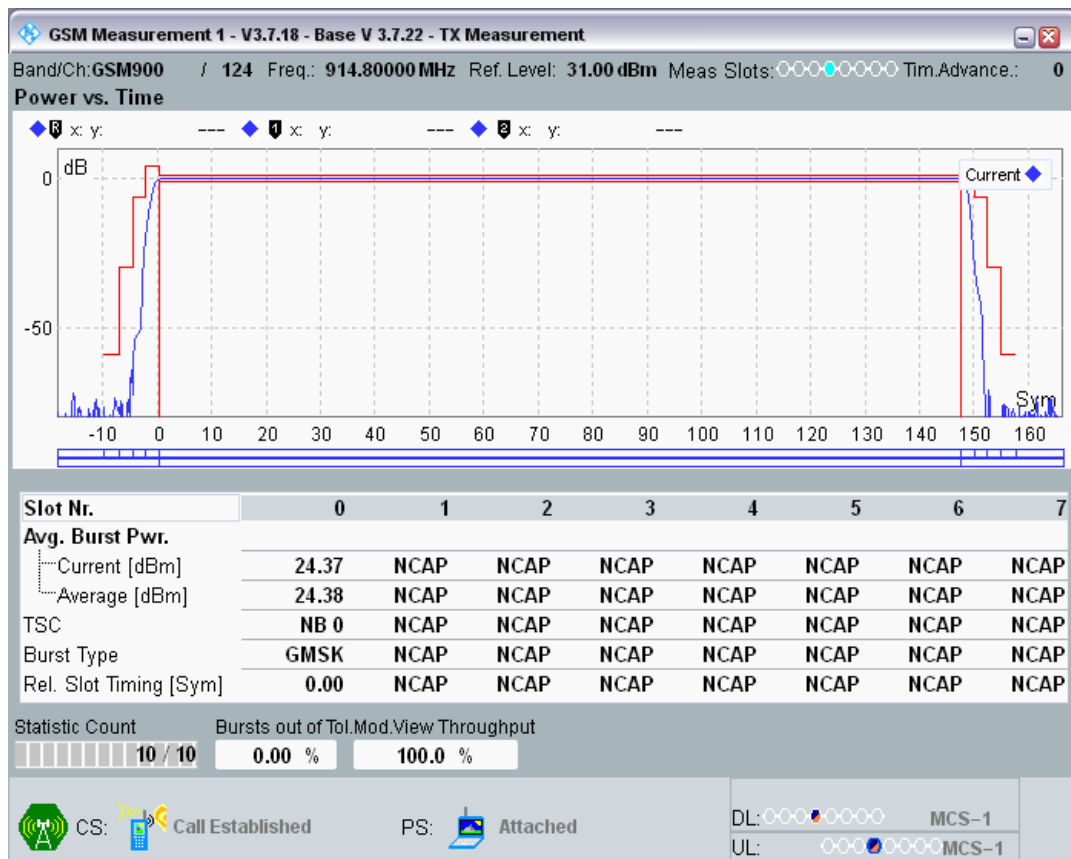 GSM Measurement 1 - V3.7.18 - Base V 3.7.22 - TX Measurement
Band/Ch:GSM900 / 124 Freq.: 914.80000 MHz Ref. Level: 31.00 dBm Meas Slots: Tim.Advance.: 0
Power vs. Time
R x: y: --- 1 x: y: --- 2 x: y: ---
dB
Current
0
-50
Sym
-10 0 10 20 30 40 50 60 70 80 90 100 110 120 130 140 150 160
Slot Nr. 0 1 2 3 4 5 6 7
Avg. Burst Pwr.
Current [dBm] 24.37 NCAP NCAP NCAP NCAP NCAP NCAP NCAP
Average [dBm] 24.38 NCAP NCAP NCAP NCAP NCAP NCAP NCAP
TSC NB 0 NCAP NCAP NCAP NCAP NCAP NCAP NCAP
Burst Type GMSK NCAP NCAP NCAP NCAP NCAP NCAP NCAP
Rel. Slot Timing [Sym] 0.00 NCAP NCAP NCAP NCAP NCAP NCAP NCAP
Statistic Count Bursts out of Tol.Mod.View Throughput
10 / 10 0.00 % 100.0 %
CS: Call Established PS: Attached
DL: MCS-1
UL: MCS-1